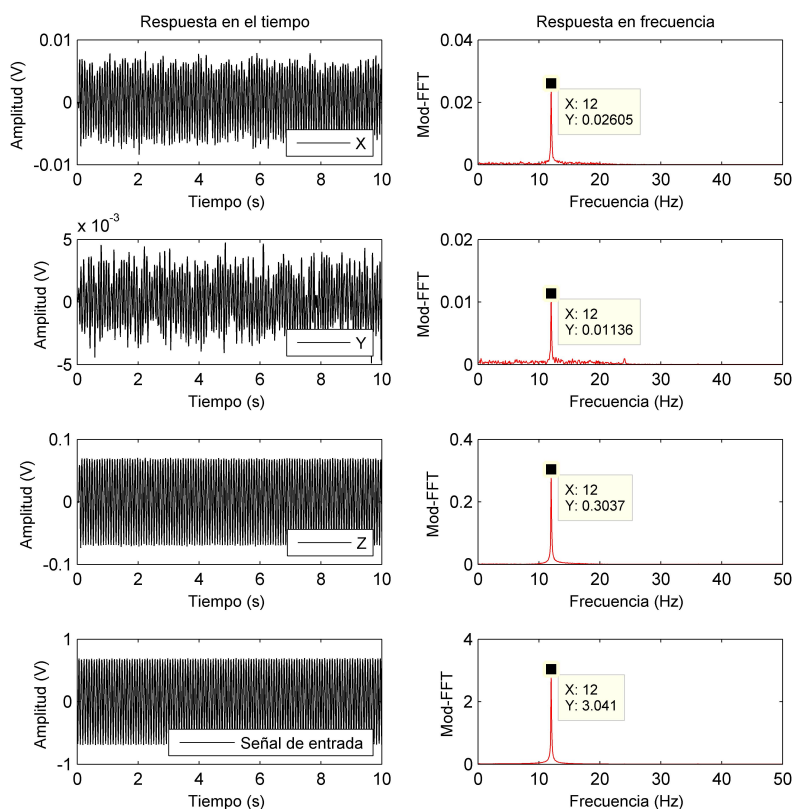 Respuesta en el tiempo
Amplitud (V)
0.01
0
-0.01
X
0 2 4 6 8 10
Tiempo (s)
Respuesta en frecuencia
Mod-FFT
0.04
0.02
0
X: 12
Y: 0.02605
0 10 20 30 40 50
Frecuencia (Hz)
x 10⁻³
Amplitud (V)
5
0
-5
Y
0 2 4 6 8 10
Tiempo (s)
Mod-FFT
0.02
0.01
0
X: 12
Y: 0.01136
0 10 20 30 40 50
Frecuencia (Hz)
Amplitud (V)
0.1
0
-0.1
Z
0 2 4 6 8 10
Tiempo (s)
Mod-FFT
0.4
0.2
0
X: 12
Y: 0.3037
0 10 20 30 40 50
Frecuencia (Hz)
Amplitud (V)
1
0
-1
Señal de entrada
0 2 4 6 8 10
Tiempo (s)
Mod-FFT
4
2
0
X: 12
Y: 3.041
0 10 20 30 40 50
Frecuencia (Hz)